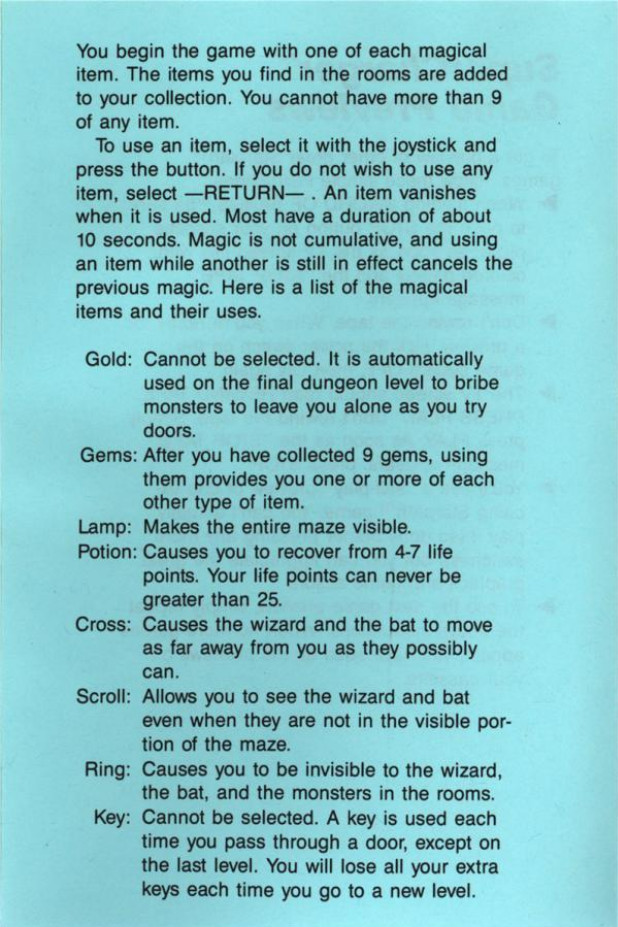 You begin the game with one of each magical
item. The items you find in the rooms are added
to your collection. You cannot have more than 9
of any item.
To use an item, select it with the joystick and
press the button. If you do not wish to use any
item, select —RETURN— . An item vanishes
when it is used. Most have a duration of about
10 seconds. Magic is not cumulative, and using
an item while another is still in effect cancels the
previous magic. Here is a list of the magical
items and their uses.
Gold: Cannot be selected. It is automatically
used on the final dungeon level to bribe
monsters to leave you alone as you try
doors.
Gems: After you have collected 9 gems, using
them provides you one or more of each
other type of item.
Lamp: Makes the entire maze visible.
Potion: Causes you to recover from 4-7 life
points. Your life points can never be
greater than 25.
Cross: Causes the wizard and the bat to move
as far away from you as they possibly
can.
Scroll: Allows you to see the wizard and bat
even when they are not in the visible por-
tion of the maze.
Ring: Causes you to be invisible to the wizard,
the bat, and the monsters in the rooms.
Key: Cannot be selected. A key is used each
time you pass through a door, except on
the last level. You will lose all your extra
keys each time you go to a new level.